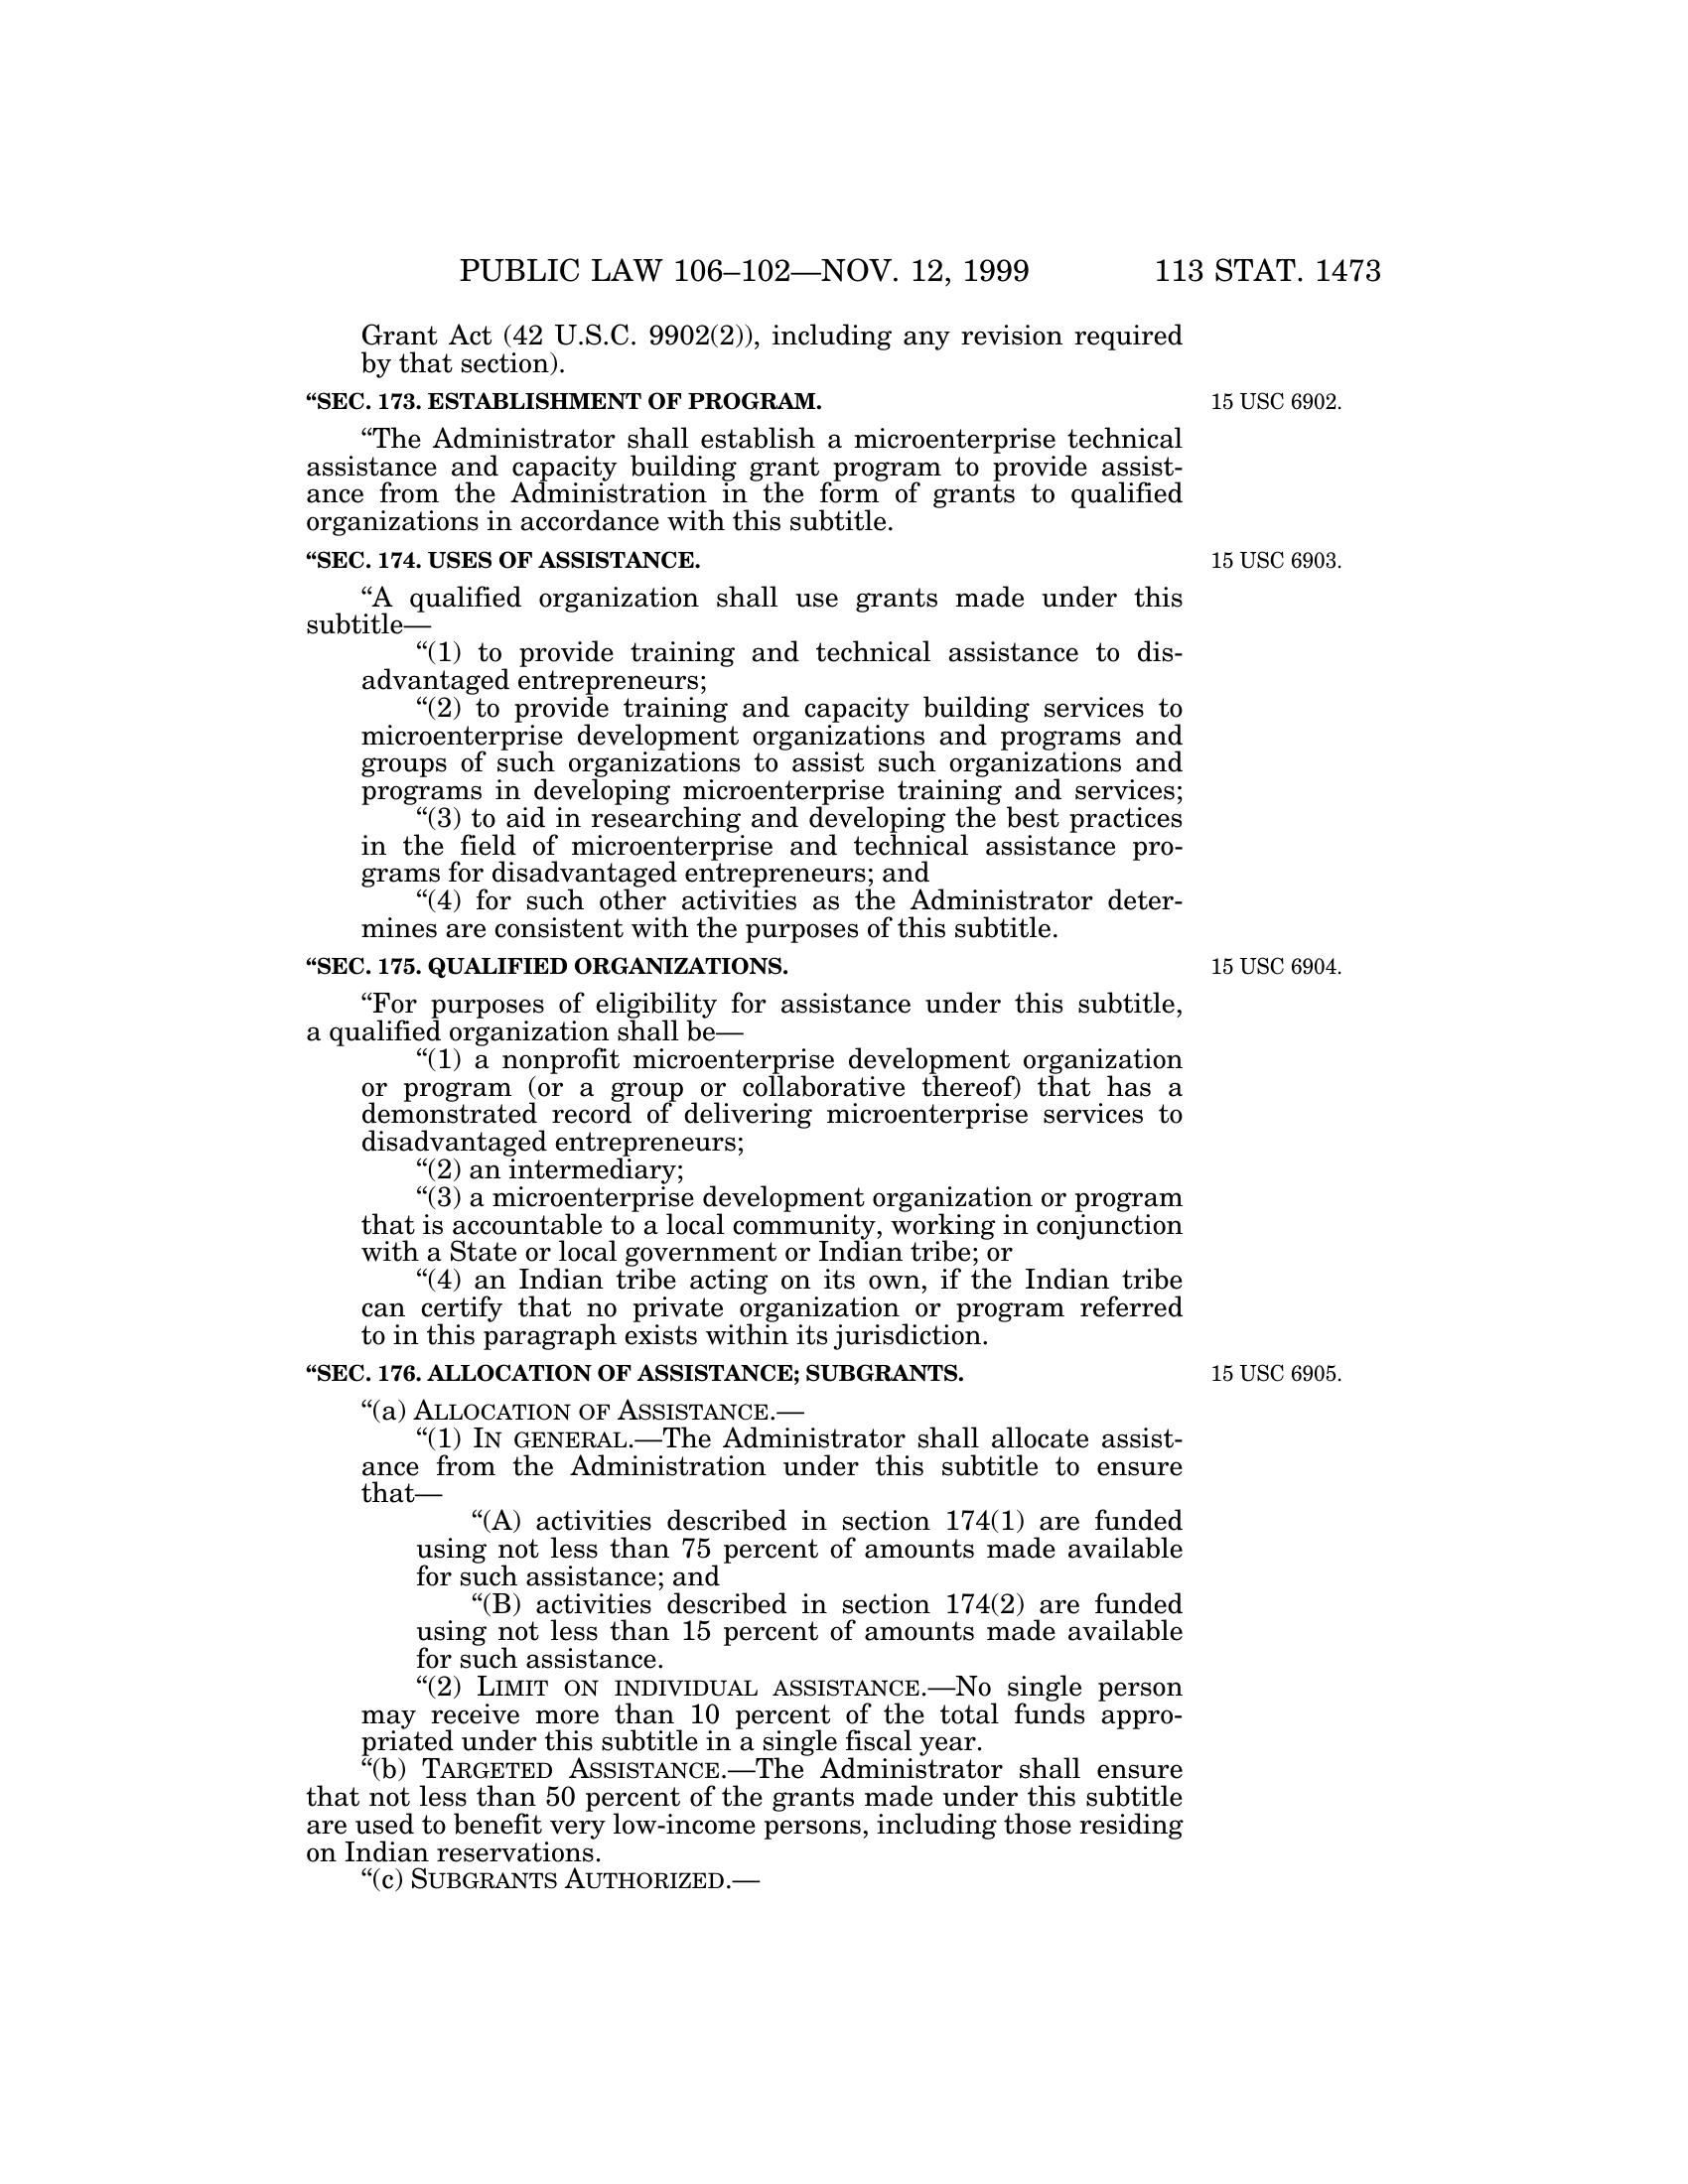 PUBLIC LAW 106–102—NOV. 12, 1999 113 STAT. 1473
Grant Act (42 U.S.C. 9902(2)), including any revision required
by that section).
“SEC. 173. ESTABLISHMENT OF PROGRAM. 15 USC 6902.
“The Administrator shall establish a microenterprise technical
assistance and capacity building grant program to provide assist-
ance from the Administration in the form of grants to qualified
organizations in accordance with this subtitle.
“SEC. 174. USES OF ASSISTANCE. 15 USC 6903.
“A qualified organization shall use grants made under this
subtitle—
“(1) to provide training and technical assistance to dis-
advantaged entrepreneurs;
“(2) to provide training and capacity building services to
microenterprise development organizations and programs and
groups of such organizations to assist such organizations and
programs in developing microenterprise training and services;
“(3) to aid in researching and developing the best practices
in the field of microenterprise and technical assistance pro-
grams for disadvantaged entrepreneurs; and
“(4) for such other activities as the Administrator deter-
mines are consistent with the purposes of this subtitle.
“SEC. 175. QUALIFIED ORGANIZATIONS. 15 USC 6904.
“For purposes of eligibility for assistance under this subtitle,
a qualified organization shall be—
“(1) a nonprofit microenterprise development organization
or program (or a group or collaborative thereof) that has a
demonstrated record of delivering microenterprise services to
disadvantaged entrepreneurs;
“(2) an intermediary;
“(3) a microenterprise development organization or program
that is accountable to a local community, working in conjunction
with a State or local government or Indian tribe; or
“(4) an Indian tribe acting on its own, if the Indian tribe
can certify that no private organization or program referred
to in this paragraph exists within its jurisdiction.
“SEC. 176. ALLOCATION OF ASSISTANCE; SUBGRANTS. 15 USC 6905.
“(a) ALLOCATION OF ASSISTANCE.—
“(1) IN GENERAL.—The Administrator shall allocate assist-
ance from the Administration under this subtitle to ensure
that—
“(A) activities described in section 174(1) are funded
using not less than 75 percent of amounts made available
for such assistance; and
“(B) activities described in section 174(2) are funded
using not less than 15 percent of amounts made available
for such assistance.
“(2) LIMIT ON INDIVIDUAL ASSISTANCE.—No single person
may receive more than 10 percent of the total funds appro-
priated under this subtitle in a single fiscal year.
“(b) TARGETED ASSISTANCE.—The Administrator shall ensure
that not less than 50 percent of the grants made under this subtitle
are used to benefit very low-income persons, including those residing
on Indian reservations.
“(c) SUBGRANTS AUTHORIZED.—